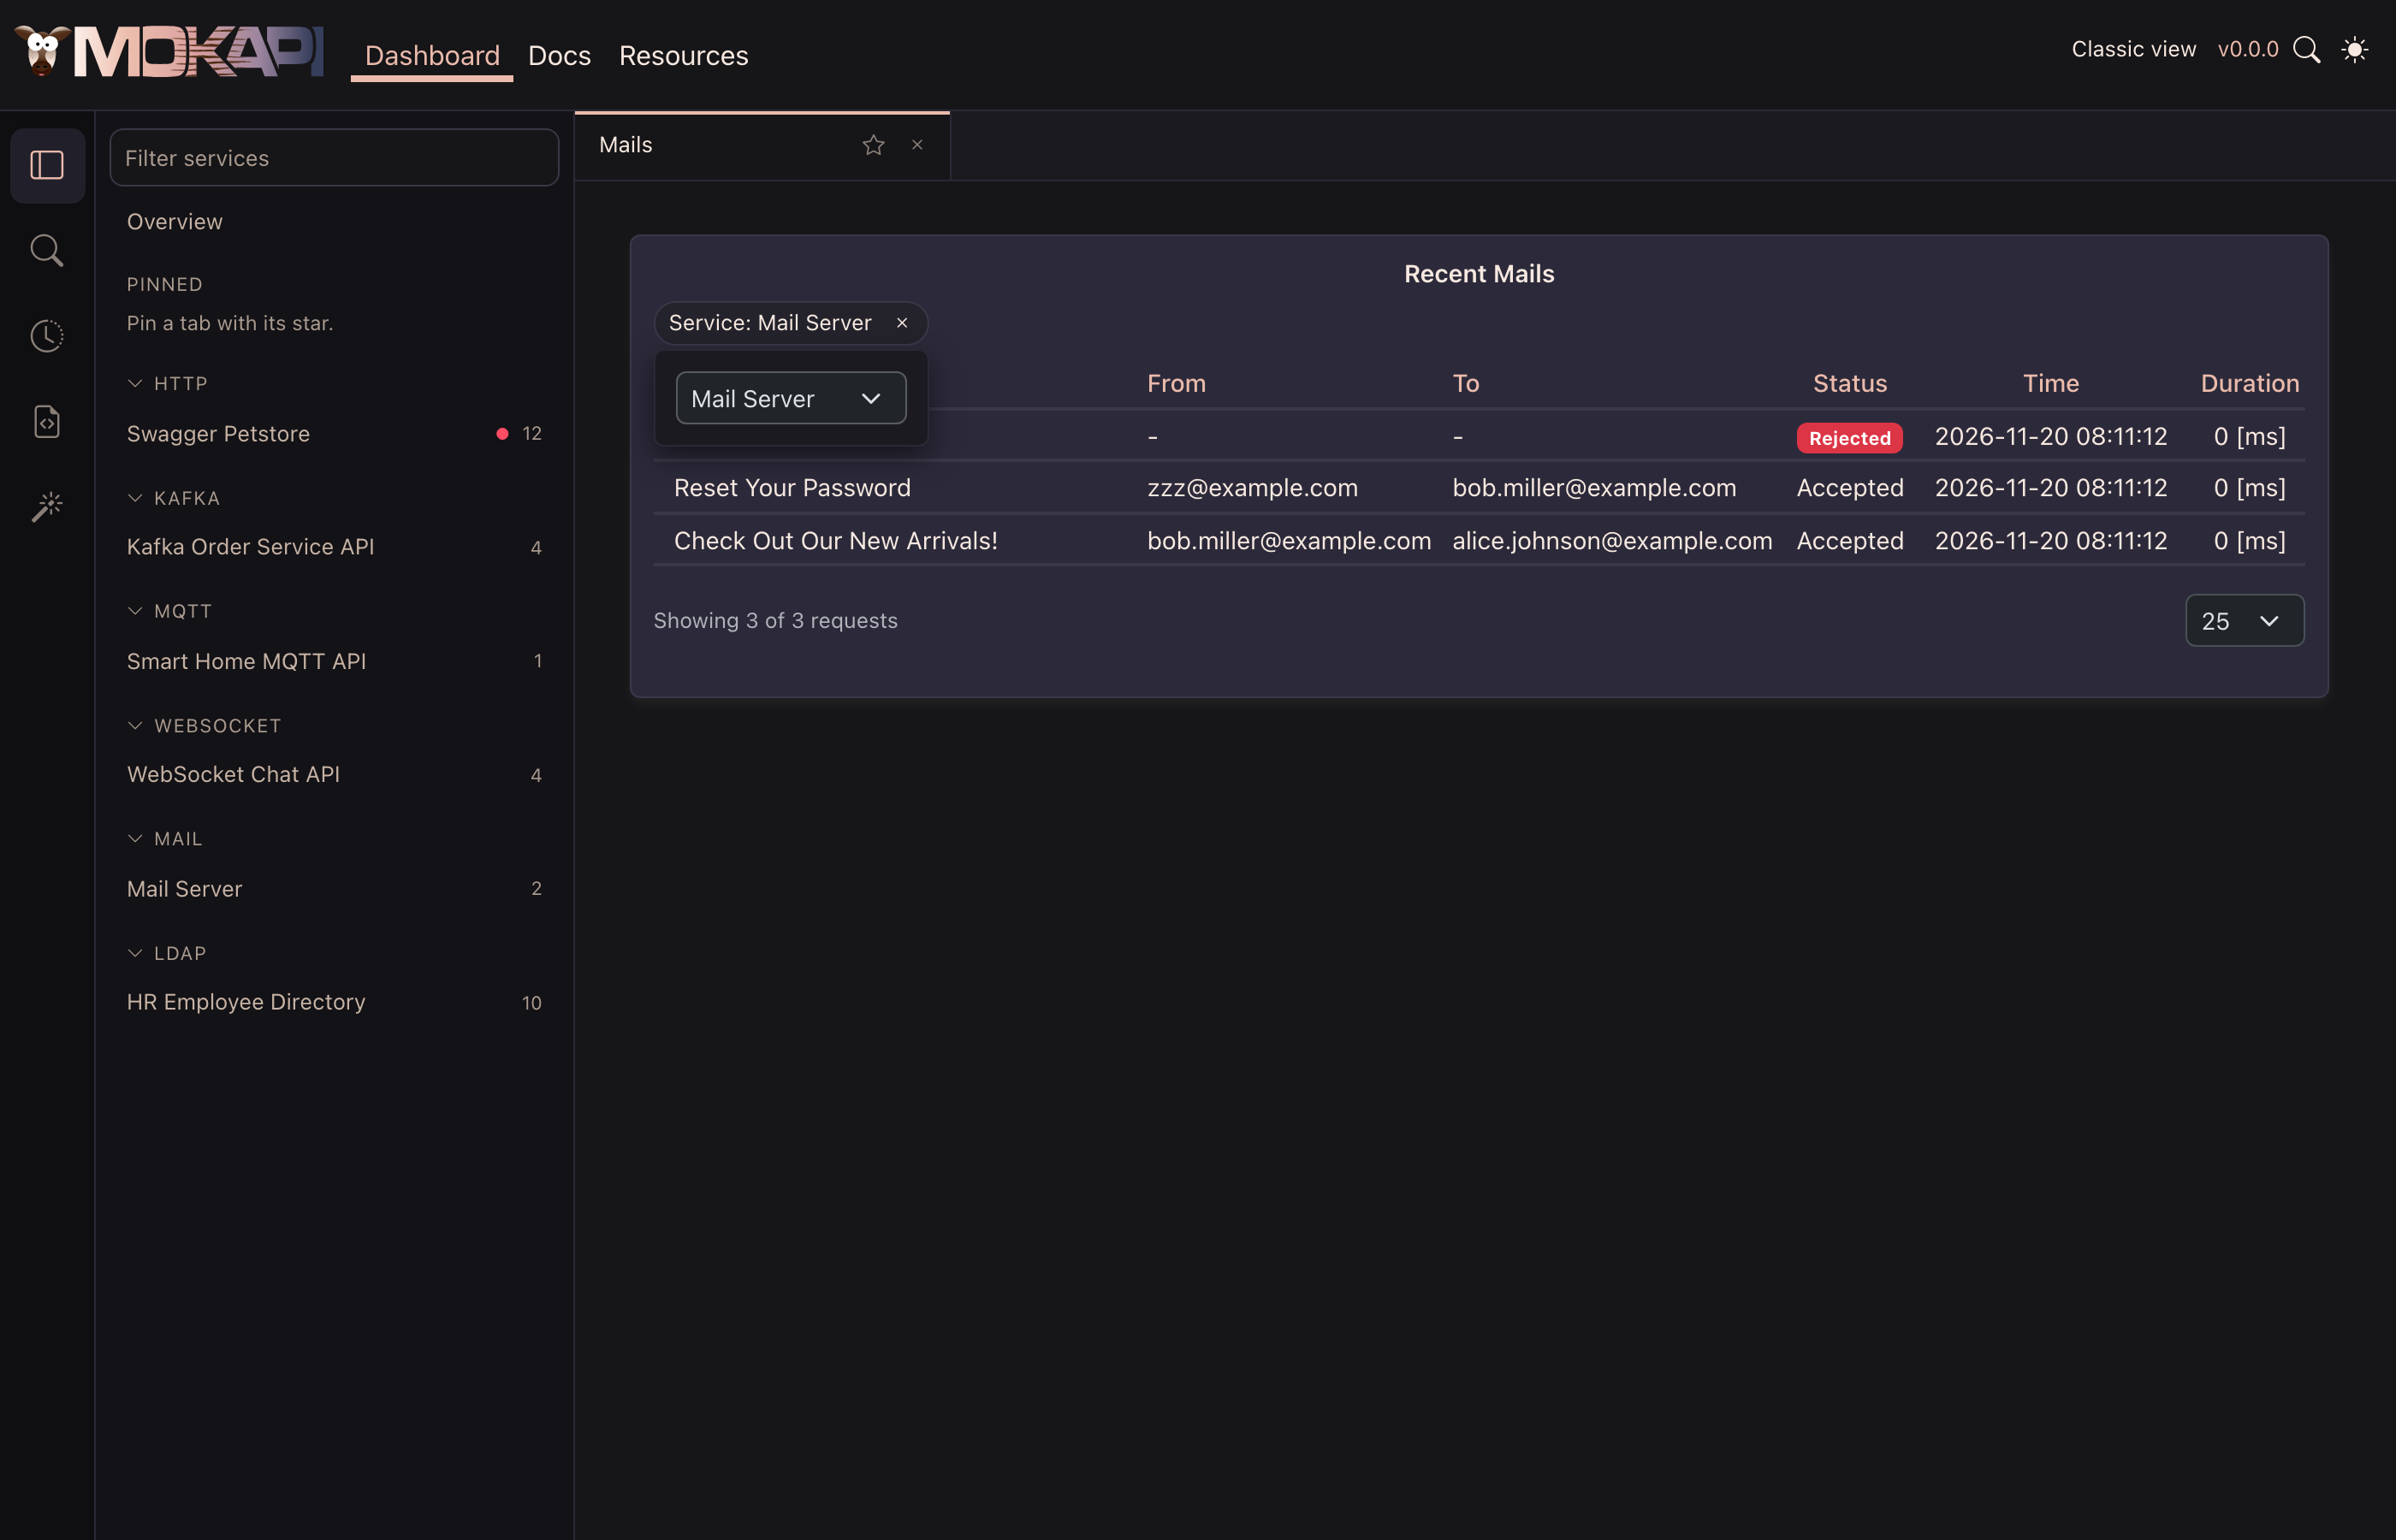 MOKAPI
Dashboard Docs Resources
Classic view v0.0.0
Filter services
Overview
PINNED
Pin a tab with its star.
HTTP
Swagger Petstore 12
KAFKA
Kafka Order Service API 4
MQTT
Smart Home MQTT API 1
WEBSOCKET
WebSocket Chat API 4
MAIL
Mail Server 2
LDAP
HR Employee Directory 10
Mails
Recent Mails
Service: Mail Server
Mail Server
From To Status Time Duration
- - Rejected 2026-11-20 08:11:12 0 [ms]
Reset Your Password zzz@example.com bob.miller@example.com Accepted 2026-11-20 08:11:12 0 [ms]
Check Out Our New Arrivals! bob.miller@example.com alice.johnson@example.com Accepted 2026-11-20 08:11:12 0 [ms]
Showing 3 of 3 requests
25